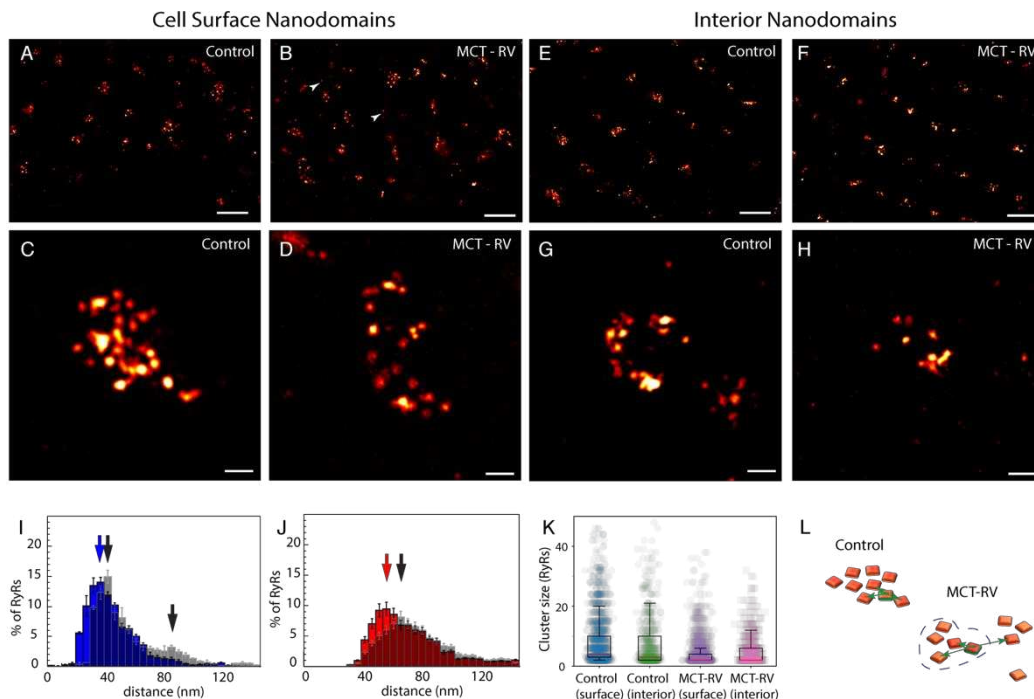 Cell Surface Nanodomains
Interior Nanodomains
A
Control
B
MCT - RV
E
Control
F
MCT - RV
C
Control
D
MCT - RV
G
Control
H
MCT - RV
I
% of RyRs
20
15
10
5
0
0 40 80 120
distance (nm)
J
% of RyRs
20
15
10
5
0
0 40 80 120
distance (nm)
K
Cluster size (RyRs)
40
20
0
Control Control MCT-RV MCT-RV
(surface) (interior) (surface) (interior)
L
Control
MCT-RV